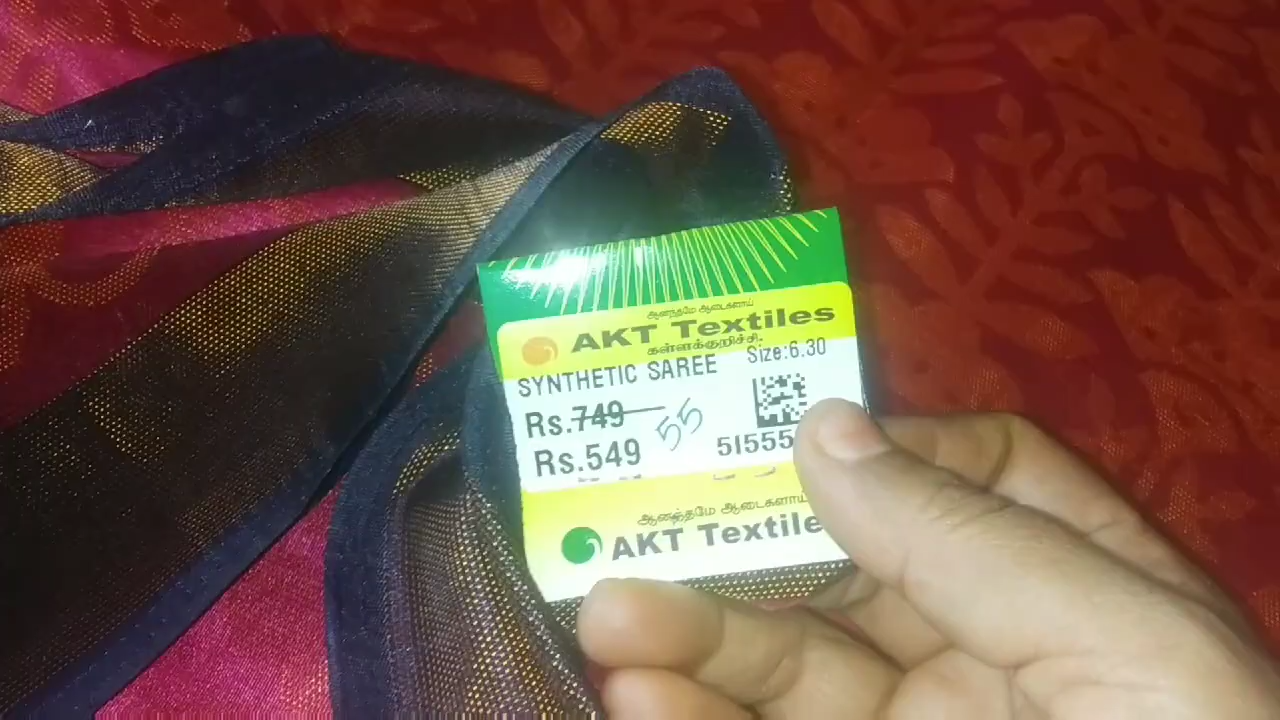 ஆனந்தமே ஆடைகளாய்
AKT Textiles
கள்ளக்குறிச்சி.
SYNTHETIC SAREE Size:6.30
Rs.749
55
Rs.549 51555
ஆனந்தமே ஆடைகளாய்
AKT Textile